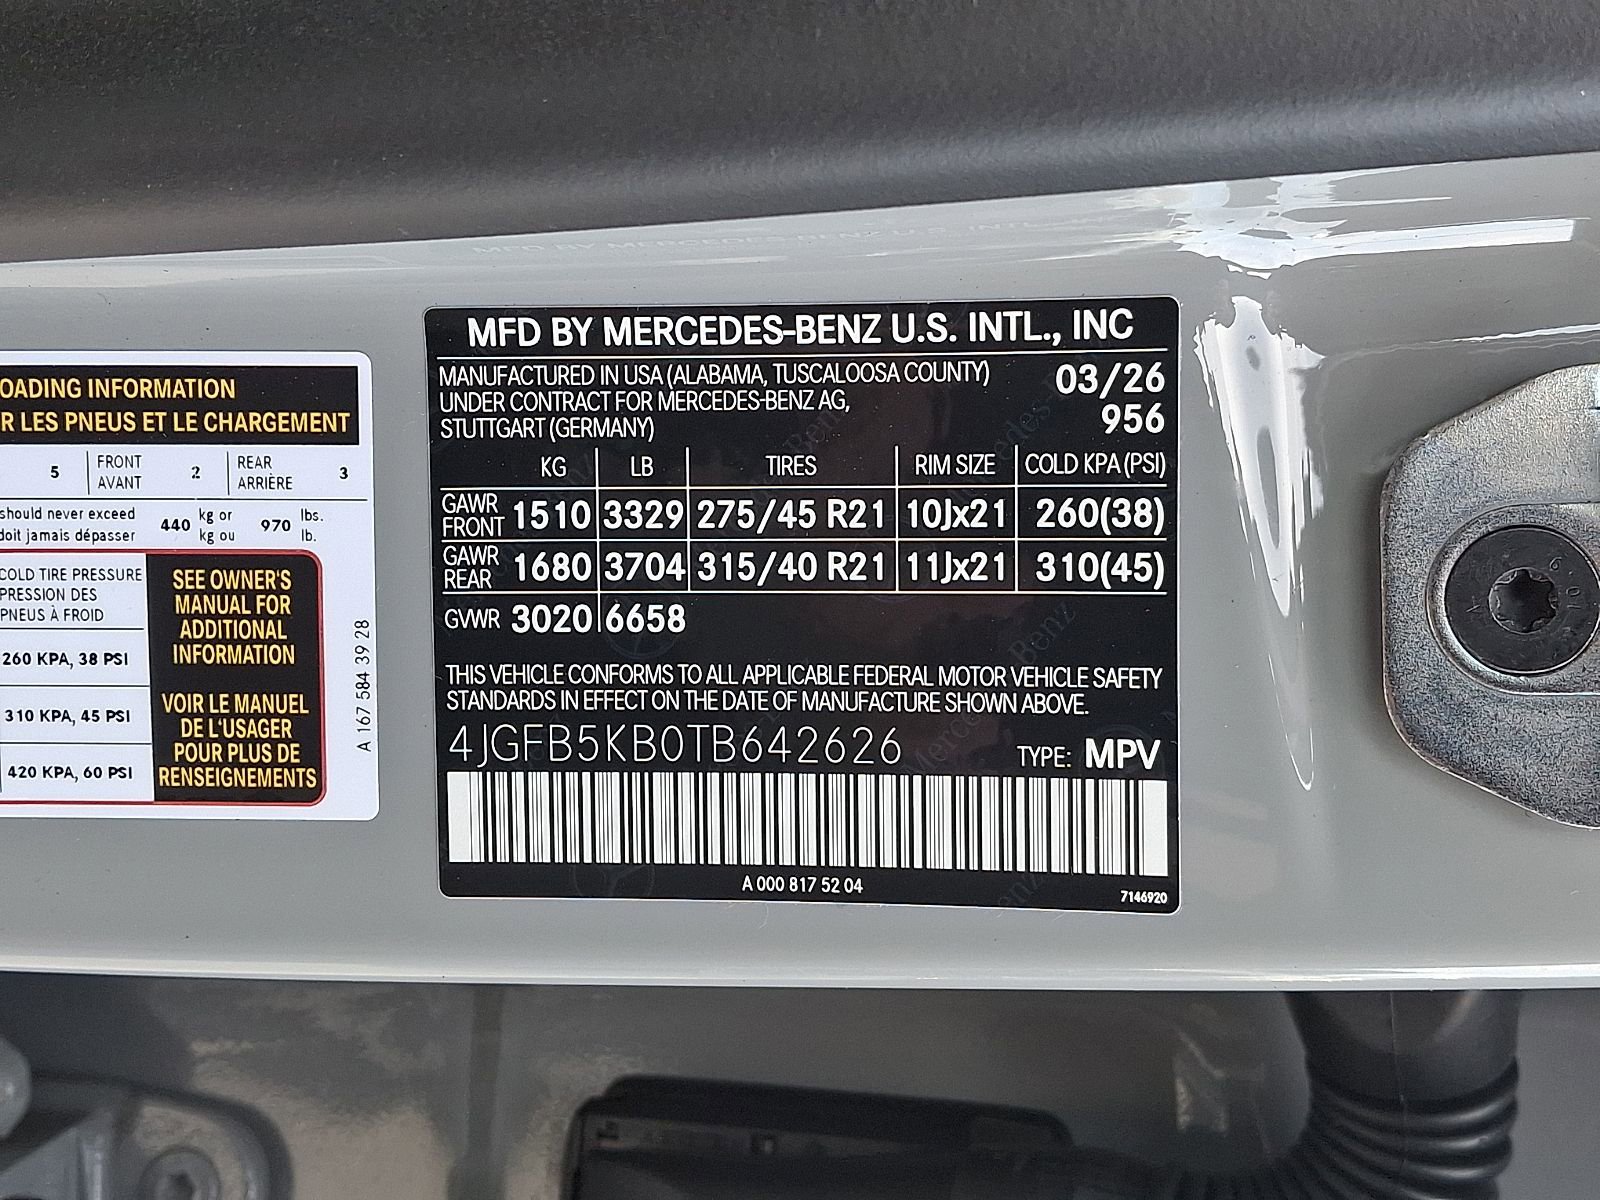 OADING INFORMATION
R LES PNEUS ET LE CHARGEMENT
5 FRONT AVANT 2 REAR ARRIÈRE 3
should never exceed 440 kg or 970 lbs.
doit jamais dépasser kg ou lb.
COLD TIRE PRESSURE
PRESSION DES
PNEUS À FROID
260 KPA, 38 PSI
310 KPA, 45 PSI
420 KPA, 60 PSI
SEE OWNER'S
MANUAL FOR
ADDITIONAL
INFORMATION
VOIR LE MANUEL
DE L'USAGER
POUR PLUS DE
RENSEIGNEMENTS
A 167 584 39 28
MFD BY MERCEDES-BENZ U.S. INTL., INC
MANUFACTURED IN USA (ALABAMA, TUSCALOOSA COUNTY) 03/26
UNDER CONTRACT FOR MERCEDES-BENZ AG, 956
STUTTGART (GERMANY)
KG LB TIRES RIM SIZE COLD KPA (PSI)
GAWR FRONT 1510 3329 275/45 R21 10Jx21 260(38)
GAWR REAR 1680 3704 315/40 R21 11Jx21 310(45)
GVWR 3020 6658
THIS VEHICLE CONFORMS TO ALL APPLICABLE FEDERAL MOTOR VEHICLE SAFETY
STANDARDS IN EFFECT ON THE DATE OF MANUFACTURE SHOWN ABOVE.
4JGFB5KB0TB642626 TYPE: MPV
A 000 817 52 04
7146920